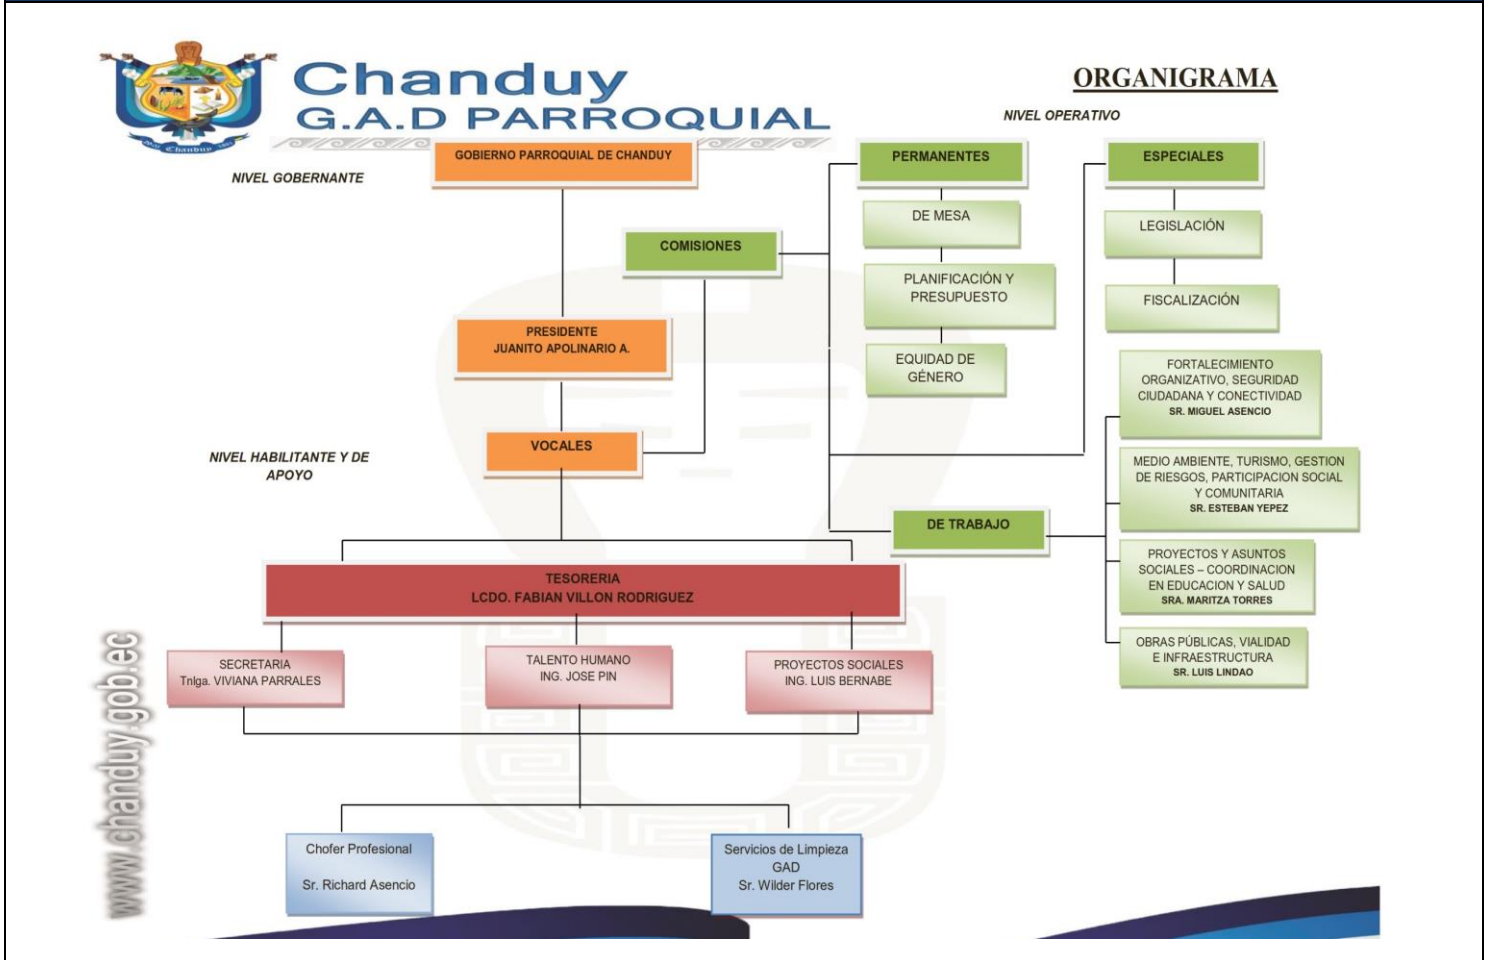 Chanduy
G.A.D PARROQUIAL
ORGANIGRAMA
NIVEL OPERATIVO
NIVEL GOBERNANTE
GOBIERNO PARROQUIAL DE CHANDUY
PERMANENTES
ESPECIALES
DE MESA
LEGISLACIÓN
COMISIONES
PLANIFICACIÓN Y
PRESUPUESTO
FISCALIZACIÓN
PRESIDENTE
JUANITO APOLINARIO A.
EQUIDAD DE
GÉNERO
FORTALECIMIENTO
ORGANIZATIVO, SEGURIDAD
CIUDADANA Y CONECTIVIDAD
SR. MIGUEL ASENCIO
VOCALES
NIVEL HABILITANTE Y DE
APOYO
MEDIO AMBIENTE, TURISMO, GESTION
DE RIESGOS, PARTICIPACION SOCIAL
Y COMUNITARIA
SR. ESTEBAN YEPEZ
DE TRABAJO
PROYECTOS Y ASUNTOS
SOCIALES – COORDINACION
EN EDUCACION Y SALUD
SRA. MARITZA TORRES
TESORERIA
LCDO. FABIAN VILLON RODRIGUEZ
OBRAS PÚBLICAS, VIALIDAD
E INFRAESTRUCTURA
SR. LUIS LINDAO
SECRETARIA
Tnlga. VIVIANA PARRALES
TALENTO HUMANO
ING. JOSE PIN
PROYECTOS SOCIALES
ING. LUIS BERNABE
www.chanduy.gob.ec
Chofer Profesional
Sr. Richard Asencio
Servicios de Limpieza
GAD
Sr. Wilder Flores